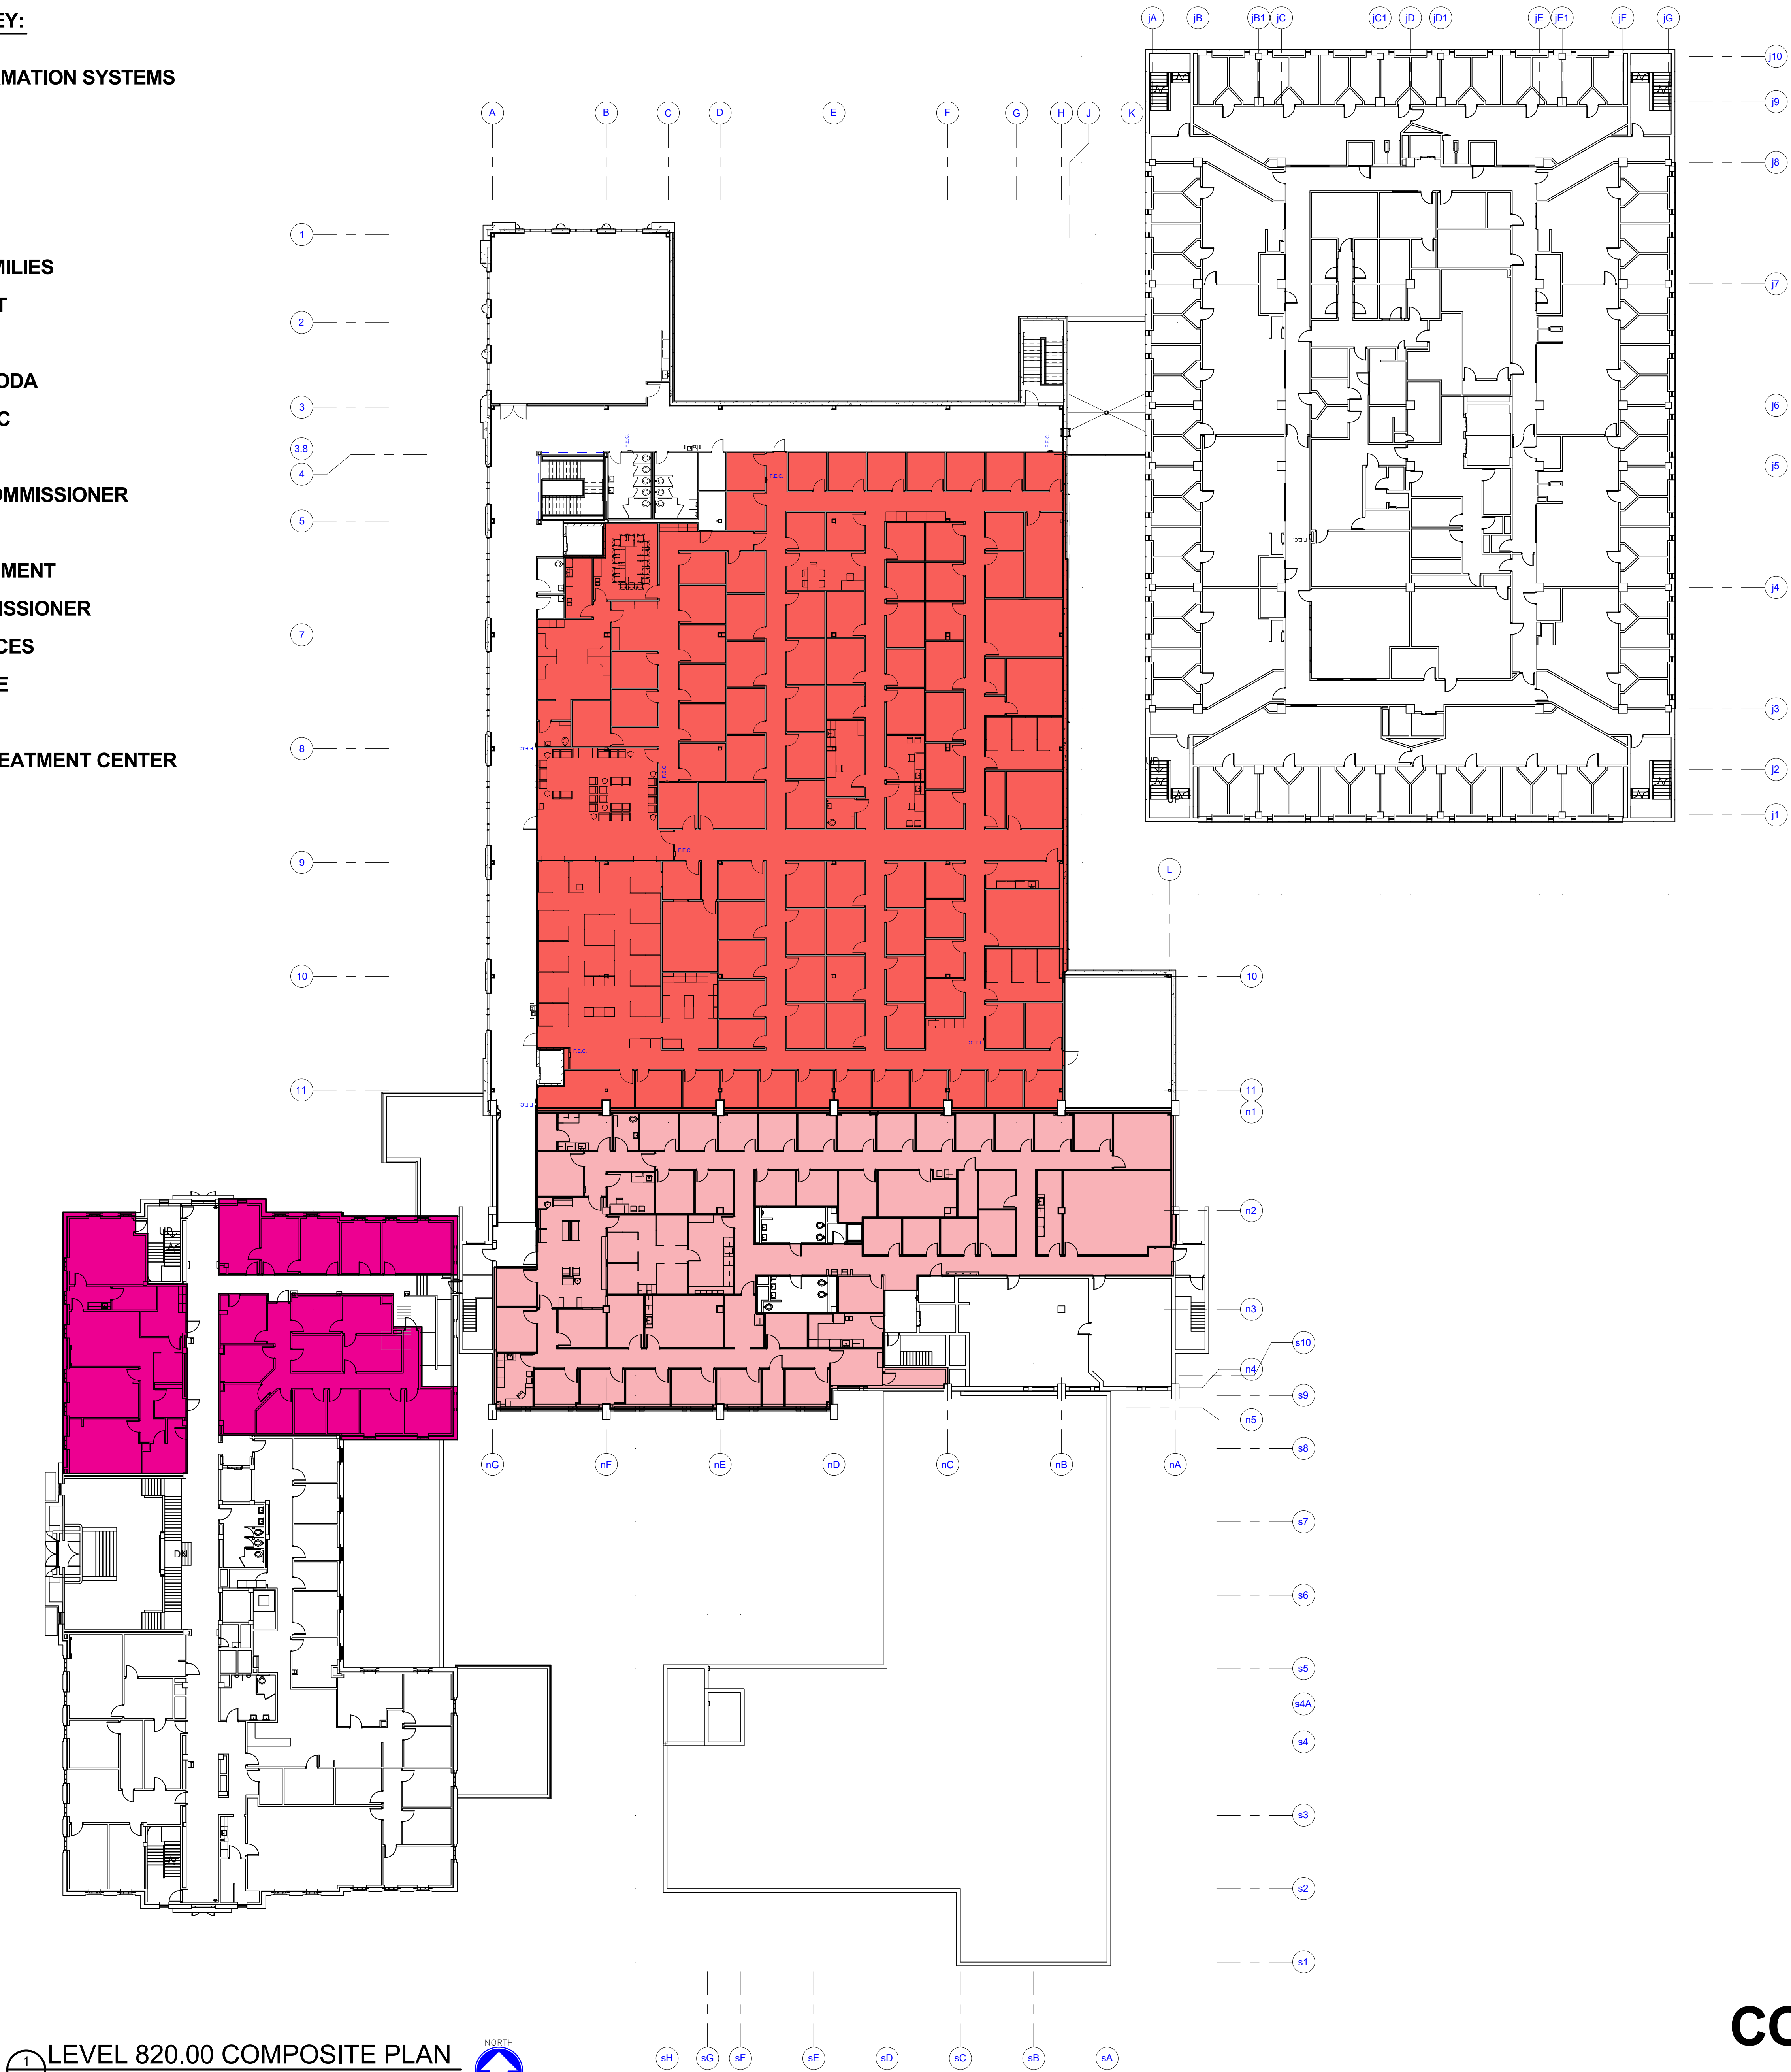 EY:
MATION SYSTEMS
MILIES
T
ODA
C
OMMISSIONER
MENT
ISSIONER
CES
E
EATMENT CENTER
jA jB jB1 jC jC1 jD jD1 jE jE1 jF jG
j10
j9
j8
j7
j6
j5
j4
j3
j2
j1
A B C D E F G H J K
1
2
3
3.8
4
5
7
8
9
10
11
L
10
11
n1
n2
n3
s10
n4
s9
n5
s8
s7
s6
s5
s4A
s4
s3
s2
s1
nG nF nE nD nC nB nA
sH sG sF sE sD sC sB sA
F.E.C.
F.E.C.
F.E.C.
F.E.C.
F.E.C.
F.E.C.
F.E.C.
F.E.C.
F.E.C.
F.E.C.
UP
UP
UP
DN
1 LEVEL 820.00 COMPOSITE PLAN
NORTH
CO